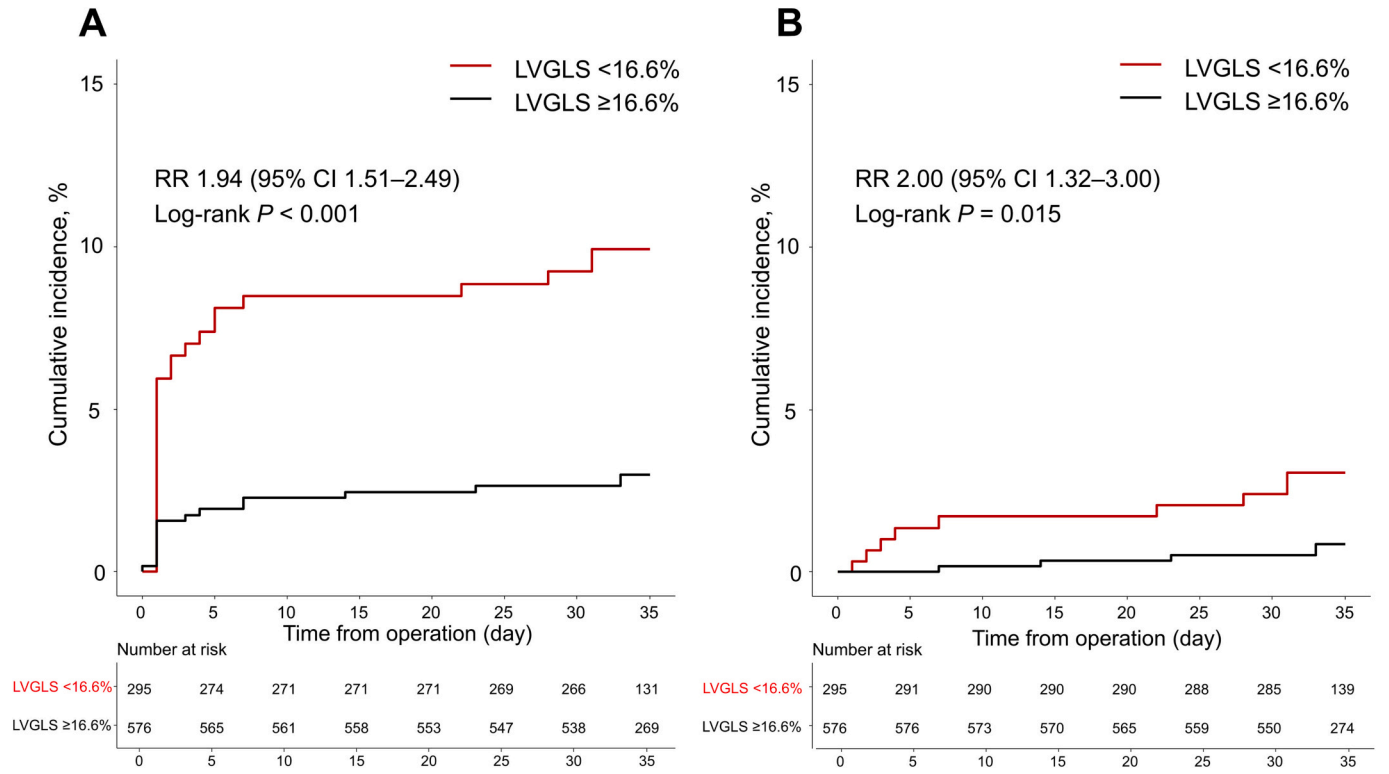 A
LVGLS <16.6%
LVGLS ≥16.6%
RR 1.94 (95% CI 1.51–2.49)
Log-rank P < 0.001
Cumulative incidence, %
15
10
5
0
0 5 10 15 20 25 30 35
Time from operation (day)
Number at risk
LVGLS <16.6% 295 274 271 271 271 269 266 131
LVGLS ≥16.6% 576 565 561 558 553 547 538 269
0 5 10 15 20 25 30 35
B
LVGLS <16.6%
LVGLS ≥16.6%
RR 2.00 (95% CI 1.32–3.00)
Log-rank P = 0.015
Cumulative incidence, %
15
10
5
0
0 5 10 15 20 25 30 35
Time from operation (day)
Number at risk
LVGLS <16.6% 295 291 290 290 290 288 285 139
LVGLS ≥16.6% 576 576 573 570 565 559 550 274
0 5 10 15 20 25 30 35